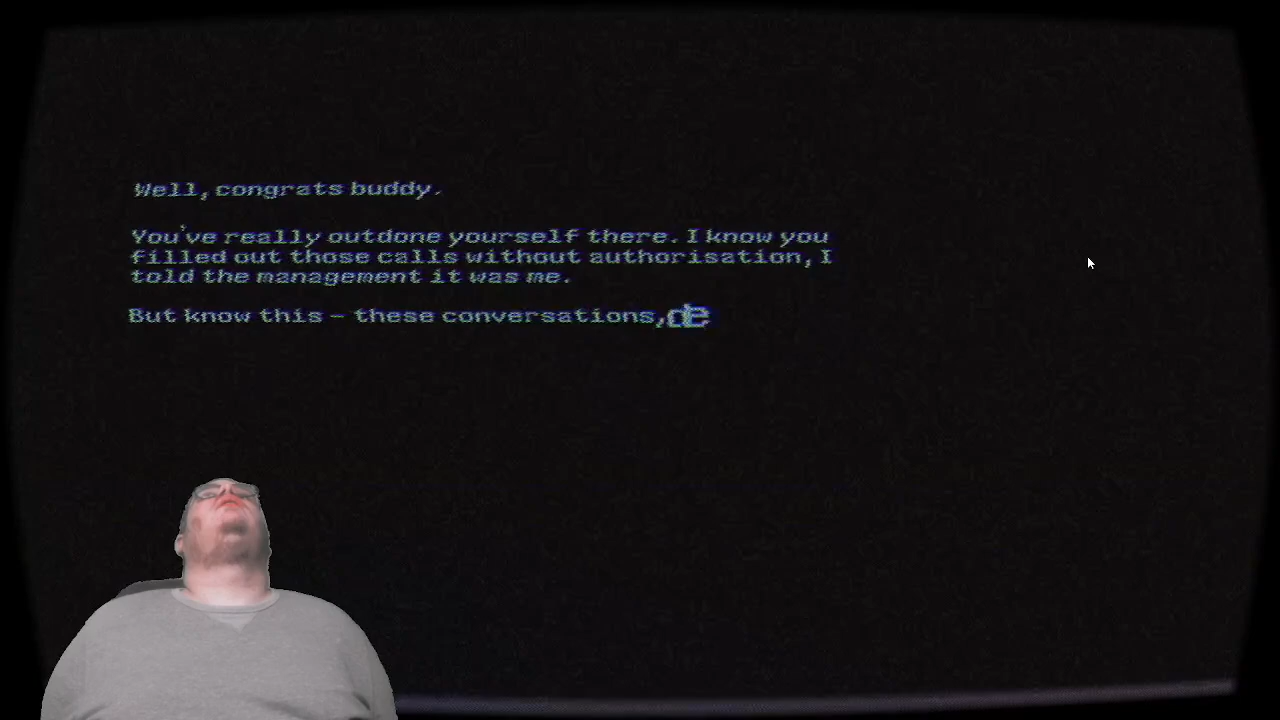 Well, congrats buddy.
You've really outdone yourself there. I know you
filled out those calls without authorisation, I
told the management it was me.
But know this - these conversations, de